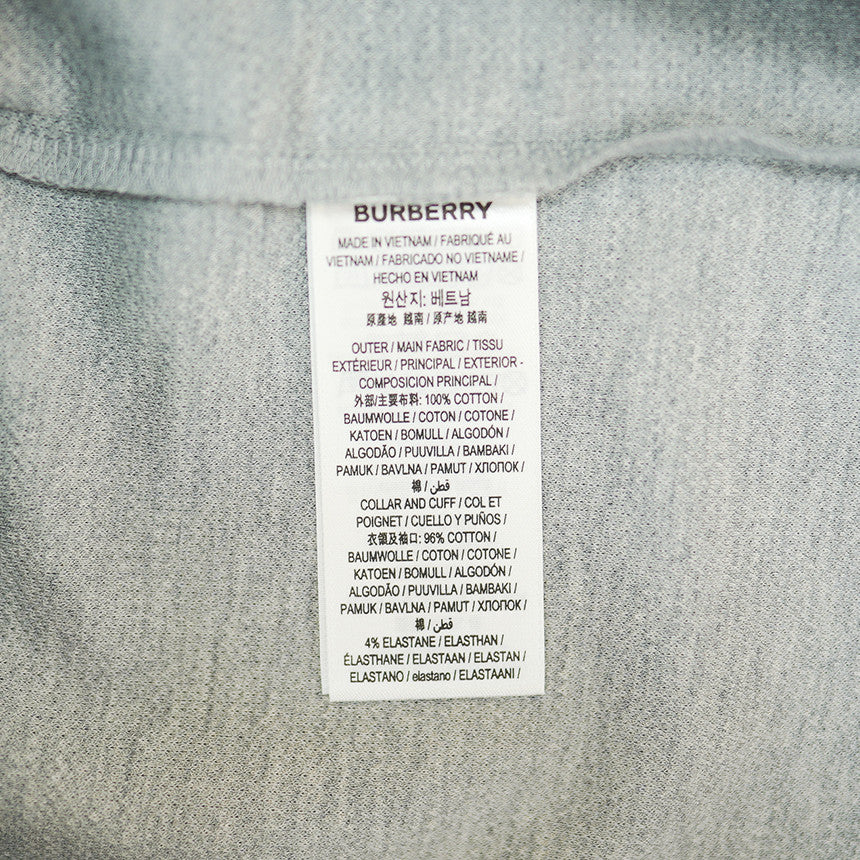 BURBERRY
MADE IN VIETNAM / FABRIQUÉ AU
VIETNAM / FABRICADO NO VIETNAME /
HECHO EN VIETNAM
원산지: 베트남
原產地 越南 / 原产地 越南
OUTER / MAIN FABRIC / TISSU
EXTÉRIEUR / PRINCIPAL / EXTERIOR -
COMPOSICION PRINCIPAL /
外部/主要布料: 100% COTTON /
BAUMWOLLE / COTON / COTONE /
KATOEN / BOMULL / ALGODÓN /
ALGODÃO / PUUVILLA / BAMBAKI /
PAMUK / BAVLNA / PAMUT / ХЛОПОК /
棉 / قطن
COLLAR AND CUFF / COL ET
POIGNET / CUELLO Y PUÑOS /
衣領及袖口: 96% COTTON /
BAUMWOLLE / COTON / COTONE /
KATOEN / BOMULL / ALGODÓN /
ALGODÃO / PUUVILLA / BAMBAKI /
PAMUK / BAVLNA / PAMUT / ХЛОПОК /
棉 / قطن
4% ELASTANE / ELASTHAN /
ÉLASTHANE / ELASTAAN / ELASTAN /
ELASTANO / elastano / ELASTAANI /